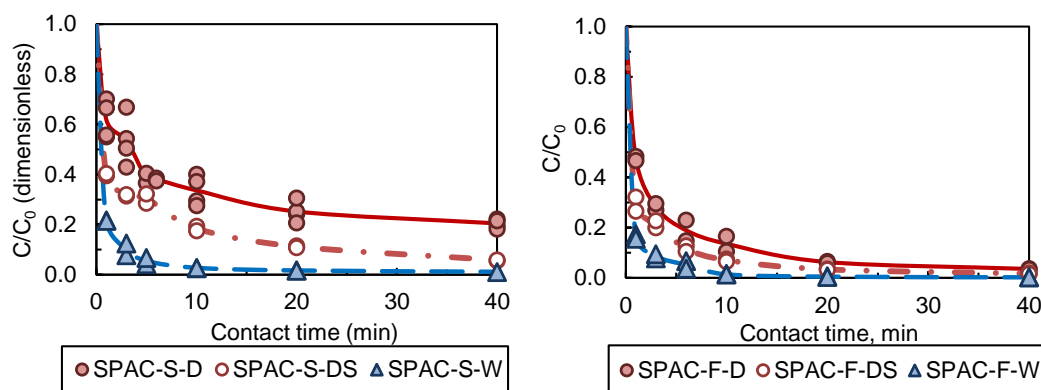 C/C0 (dimensionless)
1.0
0.8
0.6
0.4
0.2
0.0
0 10 20 30 40
Contact time (min)
SPAC-S-D SPAC-S-DS SPAC-S-W
C/C0
1.0
0.8
0.6
0.4
0.2
0.0
0 10 20 30 40
Contact time, min
SPAC-F-D SPAC-F-DS SPAC-F-W